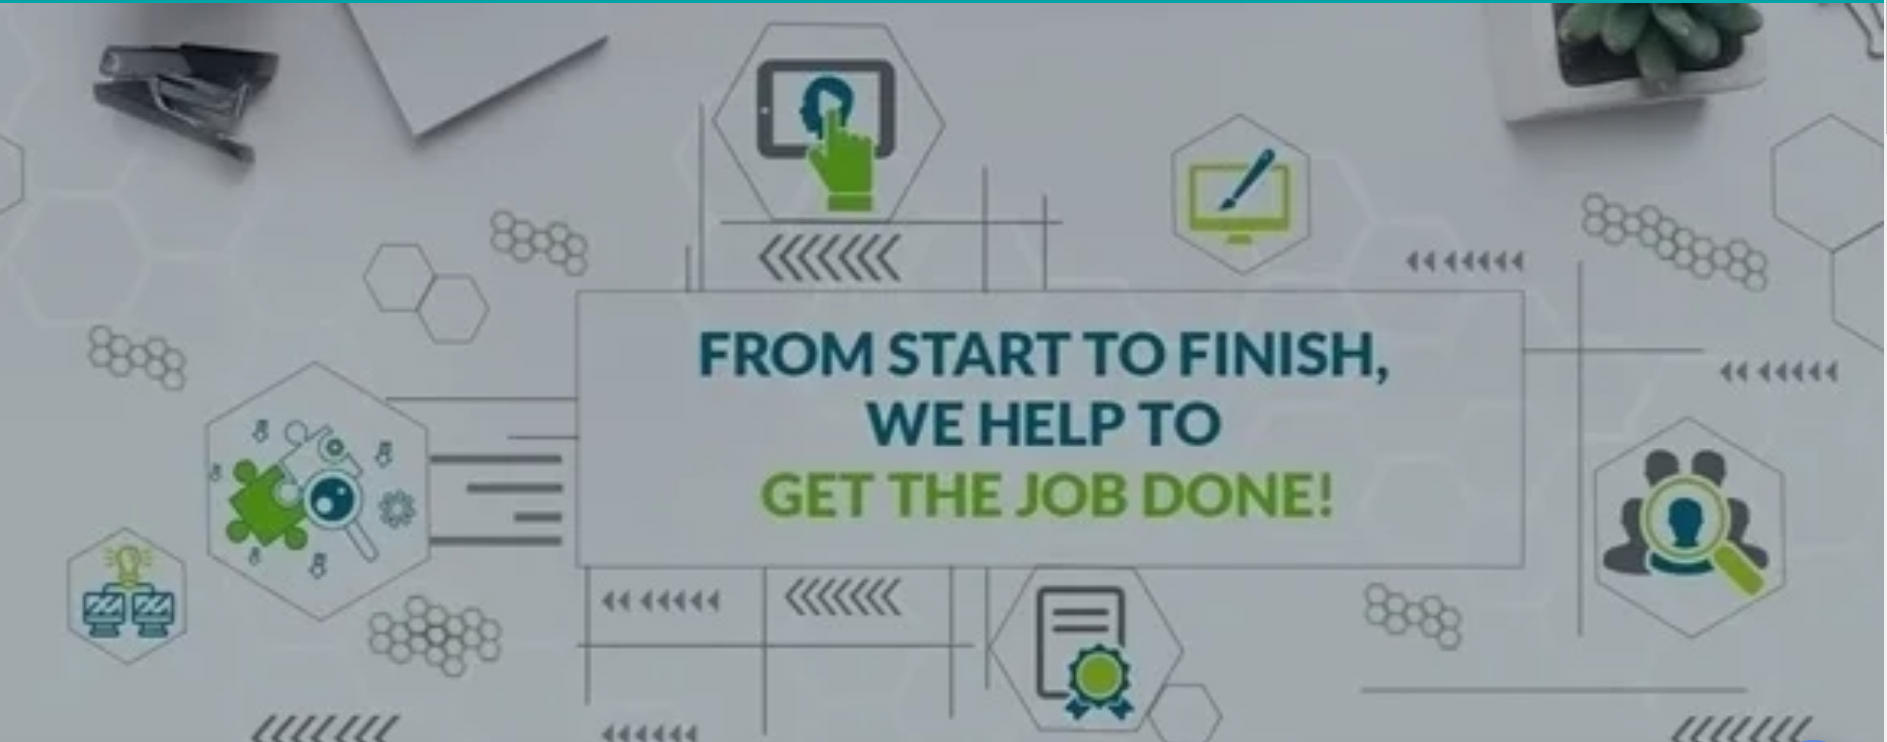 FROM START TO FINISH,
WE HELP TO
GET THE JOB DONE!